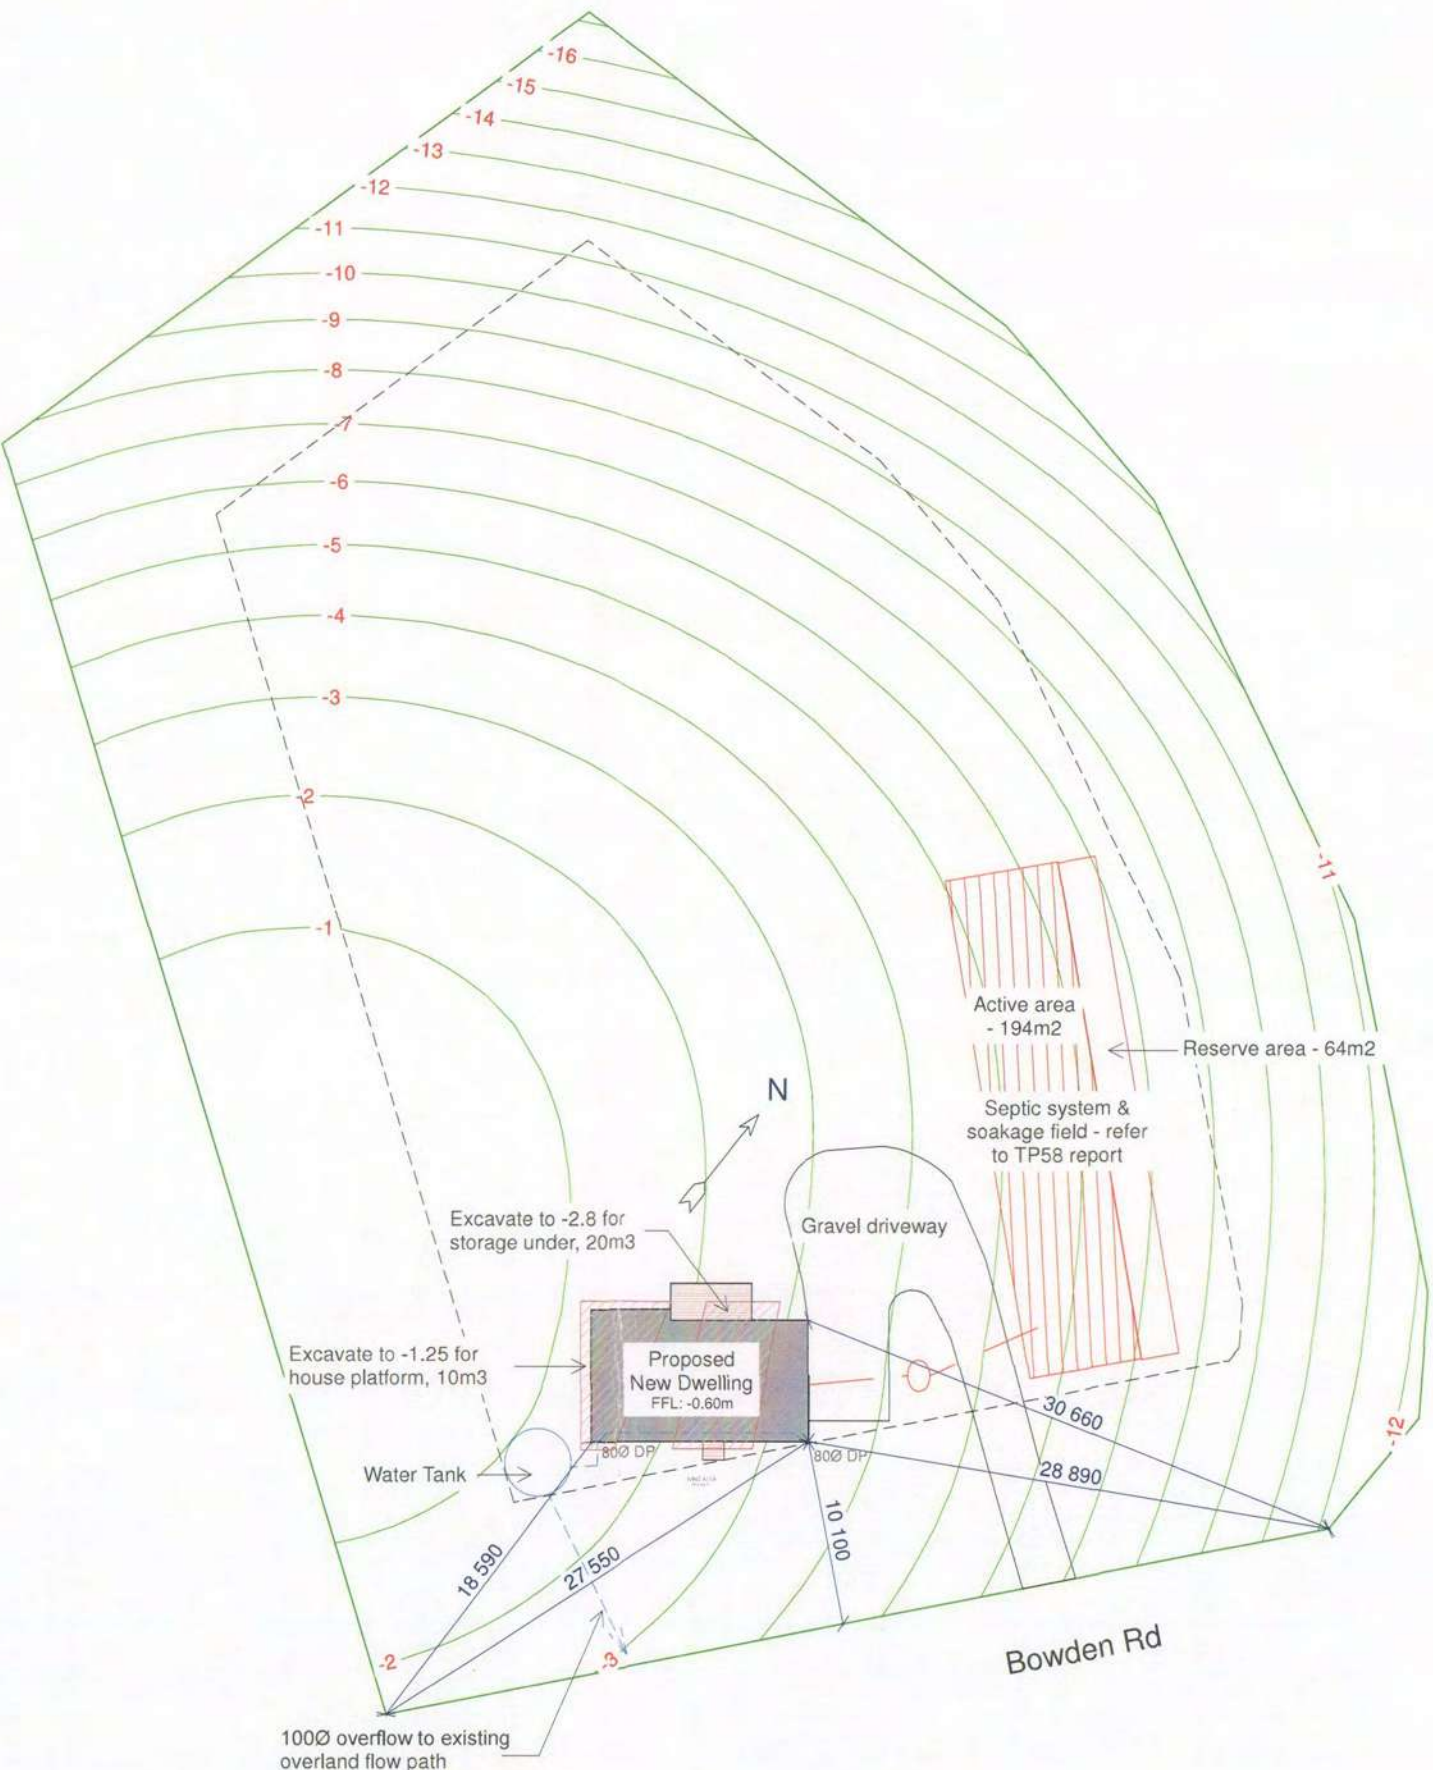 -16
-15
-14
-13
-12
-11
-10
-9
-8
-7
-6
-5
-4
-3
-2
-1
-11
Active area
- 194m2
Reserve area - 64m2
N
Septic system &
soakage field - refer
to TP58 report
Excavate to -2.8 for
storage under, 20m3
Gravel driveway
Excavate to -1.25 for
house platform, 10m3
Proposed
New Dwelling
FFL: -0.60m
30 660
-12
80Ø DP
80Ø DP
Water Tank
28 890
10 100
18 590
27 550
Bowden Rd
-2
-3
100Ø overflow to existing
overland flow path